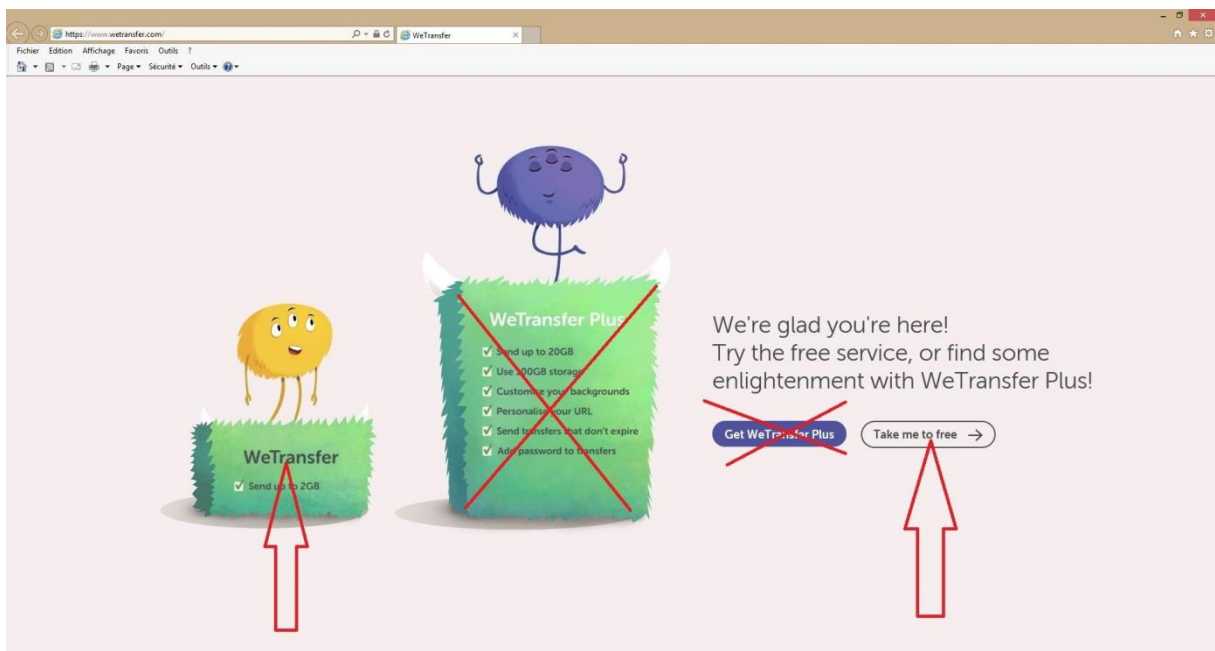 https://www.wetransfer.com/
WeTransfer
Fichier Edition Affichage Favoris Outils ?
Page Sécurité Outils
WeTransfer
Send up to 2GB
WeTransfer Plus
Send up to 20GB
Use 100GB storage
Customise your backgrounds
Personalise your URL
Send transfers that don't expire
Add password to transfers
We're glad you're here!
Try the free service, or find some
enlightenment with WeTransfer Plus!
Get WeTransfer Plus
Take me to free →